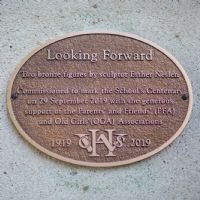 Looking Forward
Two bronze figures by sculptor Esther Neslen
Commissioned to mark the School's Centenary
on 29 September 2019 with the generous
support of the Parents' and Friends' (PFA)
and Old Girls' (OGA) Associations
1919 2019